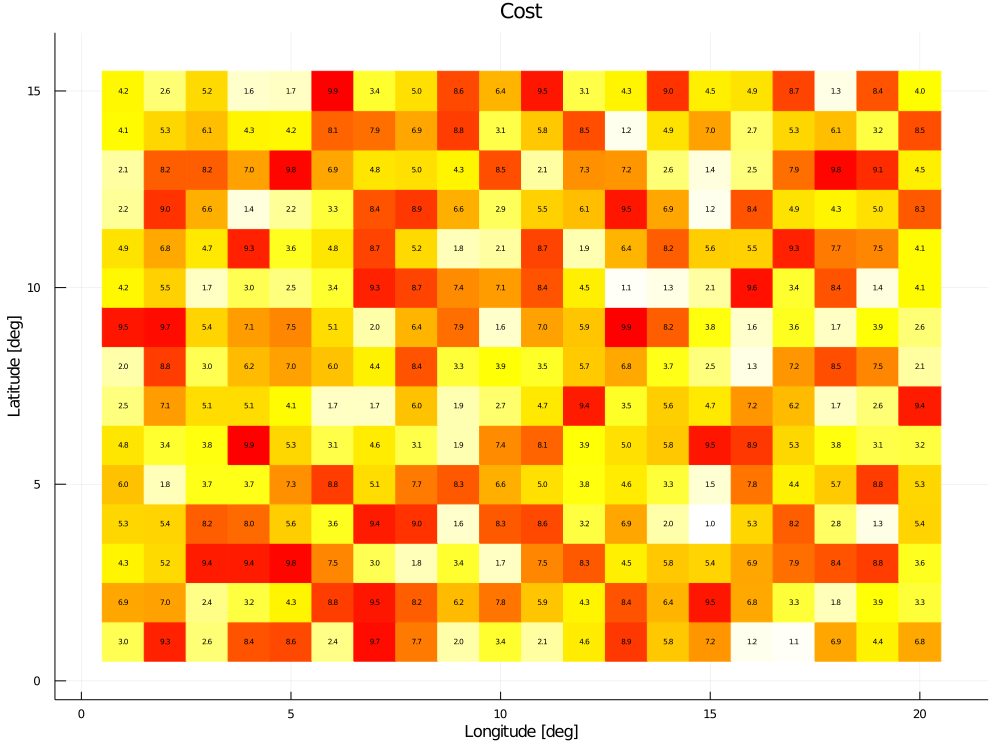 Cost
15 4.2 2.6 5.2 1.6 1.7 9.9 3.4 5.0 8.6 6.4 9.5 3.1 4.3 9.0 4.5 4.9 8.7 1.3 8.4 4.0
4.1 5.3 6.1 4.3 4.2 8.1 7.9 6.9 8.8 3.1 5.8 8.5 1.2 4.9 7.0 2.7 5.3 6.1 3.2 8.5
2.1 8.2 8.2 7.0 9.8 6.9 4.8 5.0 4.3 8.5 2.1 7.3 7.2 2.6 1.4 2.5 7.9 9.8 9.1 4.5
2.2 9.0 6.6 1.4 2.2 3.3 8.4 8.9 6.6 2.9 5.5 6.1 9.5 6.9 1.2 8.4 4.9 4.3 5.0 8.3
4.9 6.8 4.7 9.3 3.6 4.8 8.7 5.2 1.8 2.1 8.7 1.9 6.4 8.2 5.6 5.5 9.3 7.7 7.5 4.1
10 4.2 5.5 1.7 3.0 2.5 3.4 9.3 8.7 7.4 7.1 8.4 4.5 1.1 1.3 2.1 9.6 3.4 8.4 1.4 4.1
9.5 9.7 5.4 7.1 7.5 5.1 2.0 6.4 7.9 1.6 7.0 5.9 9.9 8.2 3.8 1.6 3.6 1.7 3.9 2.6
2.0 8.8 3.0 6.2 7.0 6.0 4.4 8.4 3.3 3.9 3.5 5.7 6.8 3.7 2.5 1.3 7.2 8.5 7.5 2.1
2.5 7.1 5.1 5.1 4.1 1.7 1.7 6.0 1.9 2.7 4.7 9.4 3.5 5.6 4.7 7.2 6.2 1.7 2.6 9.4
4.8 3.4 3.8 9.9 5.3 3.1 4.6 3.1 1.9 7.4 8.1 3.9 5.0 5.8 9.5 8.9 5.3 3.8 3.1 3.2
5 6.0 1.8 3.7 3.7 7.3 8.8 5.1 7.7 8.3 6.6 5.0 3.8 4.6 3.3 1.5 7.8 4.4 5.7 8.8 5.3
5.3 5.4 8.2 8.0 5.6 3.6 9.4 9.0 1.6 8.3 8.6 3.2 6.9 2.0 1.0 5.3 8.2 2.8 1.3 5.4
4.3 5.2 9.4 9.4 9.8 7.5 3.0 1.8 3.4 1.7 7.5 8.3 4.5 5.8 5.4 6.9 7.9 8.4 8.8 3.6
6.9 7.0 2.4 3.2 4.3 8.8 9.5 8.2 6.2 7.8 5.9 4.3 8.4 6.4 9.5 6.8 3.3 1.8 3.9 3.3
3.0 9.3 2.6 8.4 8.6 2.4 9.7 7.7 2.0 3.4 2.1 4.6 8.9 5.8 7.2 1.2 1.1 6.9 4.4 6.8
0
0 5 10 15 20
Longitude [deg]
Latitude [deg]